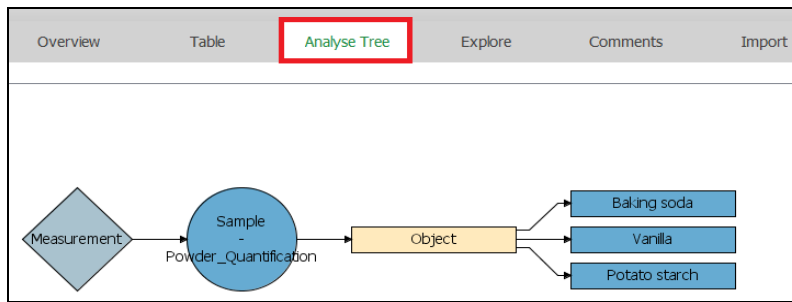 Overview Table Analyse Tree Explore Comments Import
Measurement
Sample
-
Powder_Quantification
Object
Baking soda
Vanilla
Potato starch